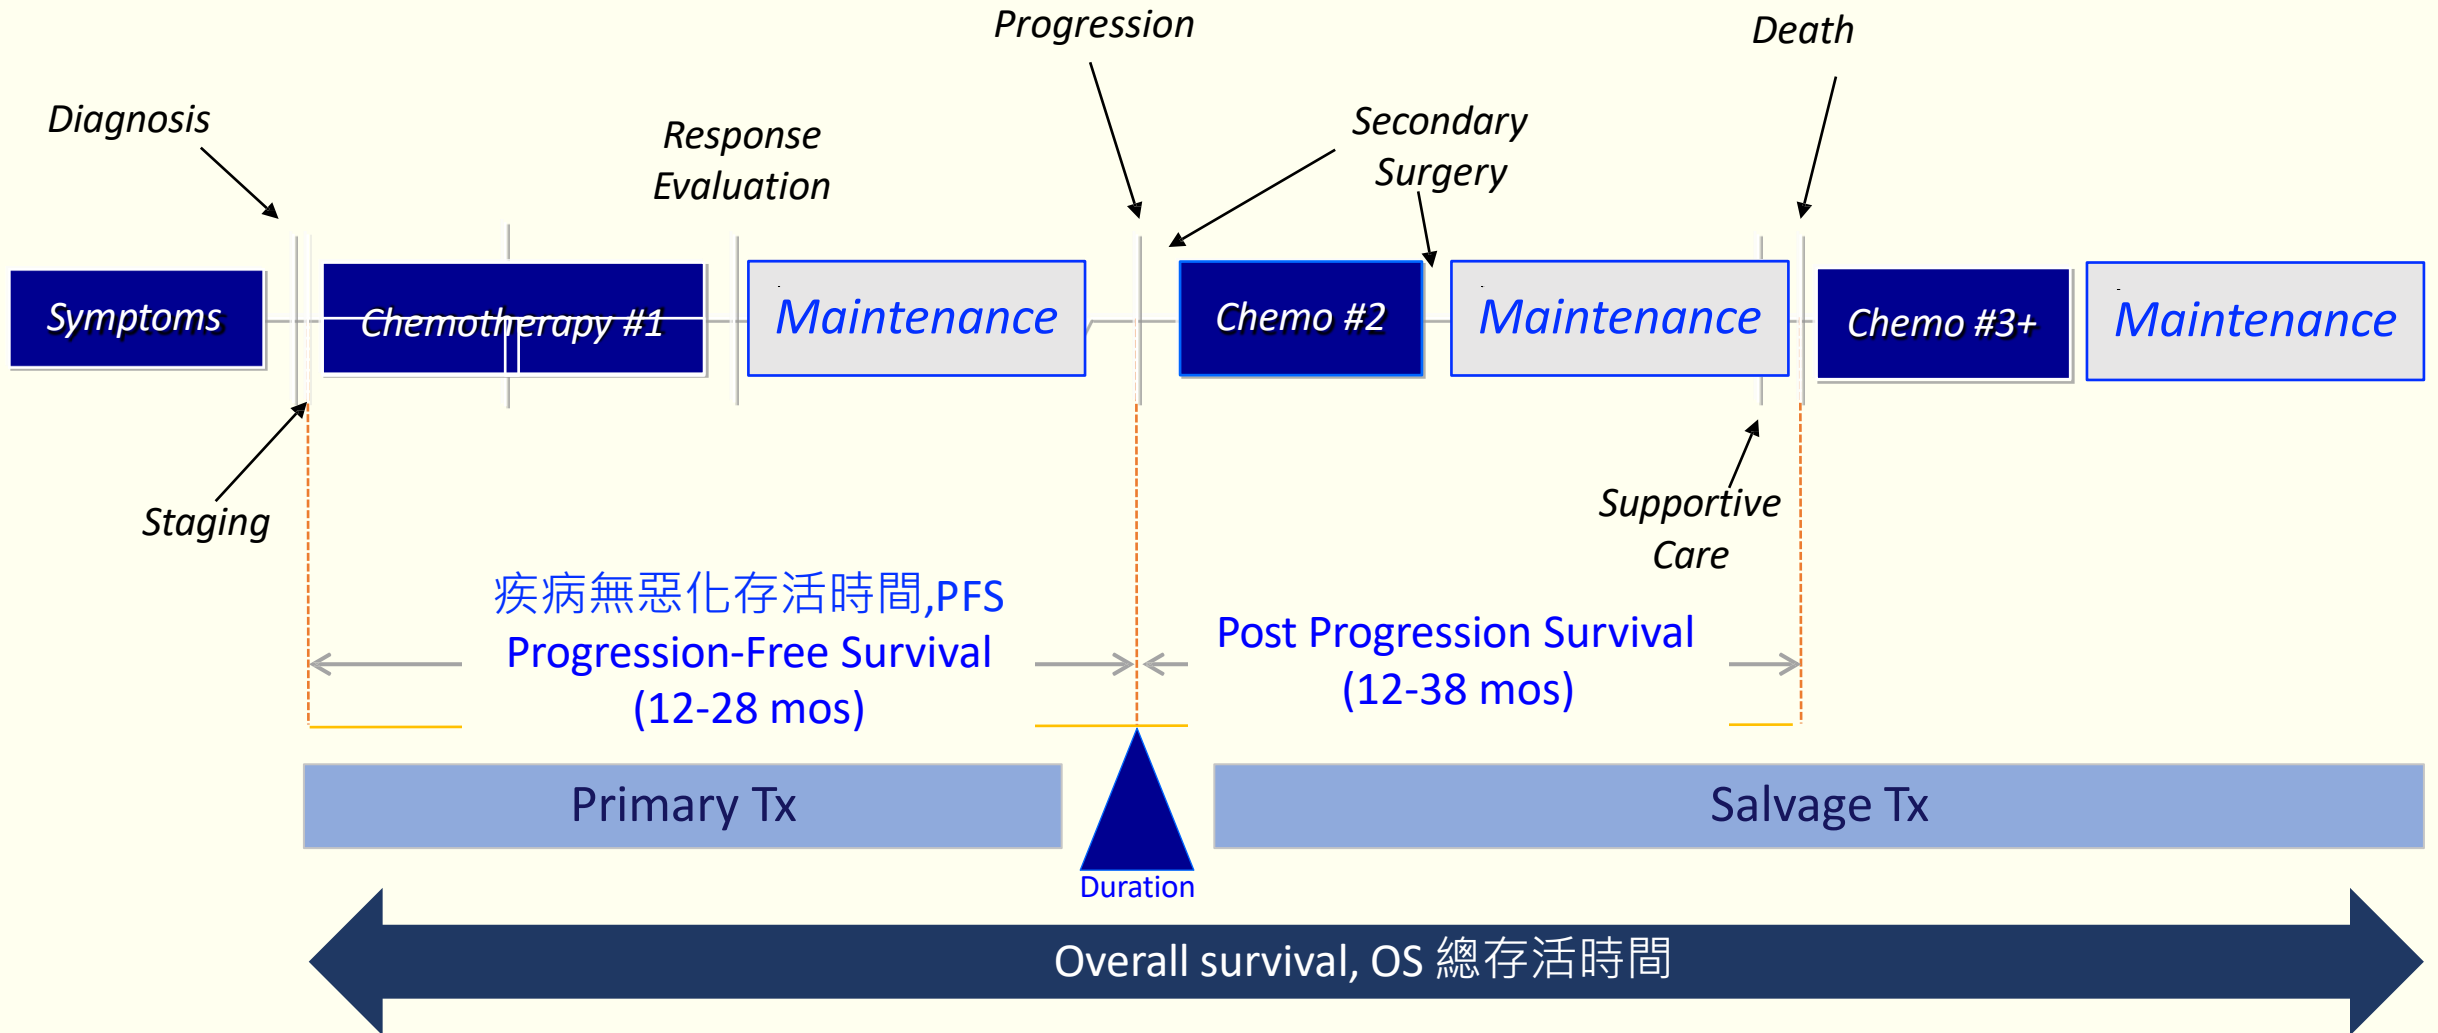 Progression
Death
Diagnosis
Response
Evaluation
Secondary
Surgery
Symptoms
Chemotherapy #1
Maintenance
Chemo #2
Maintenance
Chemo #3+
Maintenance
Staging
Supportive
Care
疾病無惡化存活時間,PFS
Progression-Free Survival
(12-28 mos)
Post Progression Survival
(12-38 mos)
Primary Tx
Salvage Tx
Duration
Overall survival, OS 總存活時間